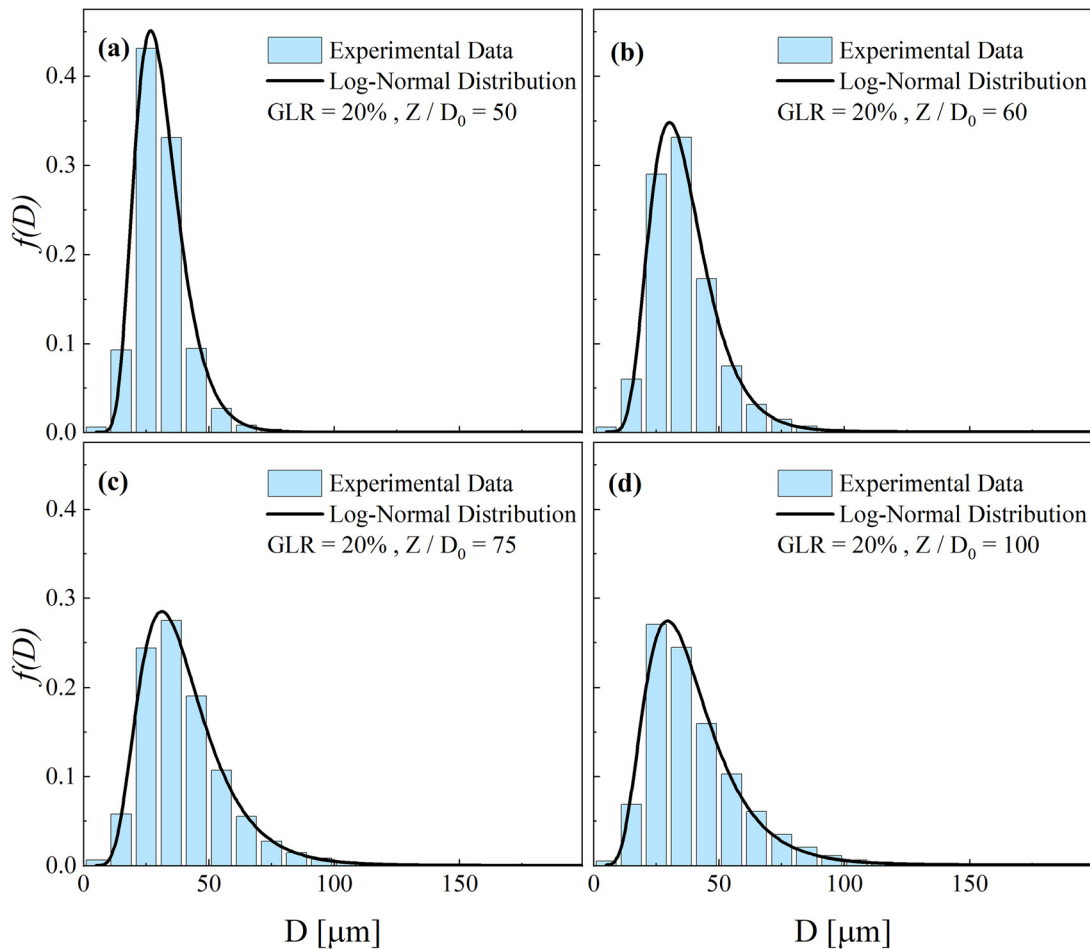 (a)
Experimental Data
Log-Normal Distribution
GLR = 20% , Z / D₀ = 50
f(D)
0.4
0.3
0.2
0.1
0.0
(b)
Experimental Data
Log-Normal Distribution
GLR = 20% , Z / D₀ = 60
(c)
Experimental Data
Log-Normal Distribution
GLR = 20% , Z / D₀ = 75
f(D)
0.4
0.3
0.2
0.1
0.0
0 50 100 150
D [μm]
(d)
Experimental Data
Log-Normal Distribution
GLR = 20% , Z / D₀ = 100
0 50 100 150
D [μm]